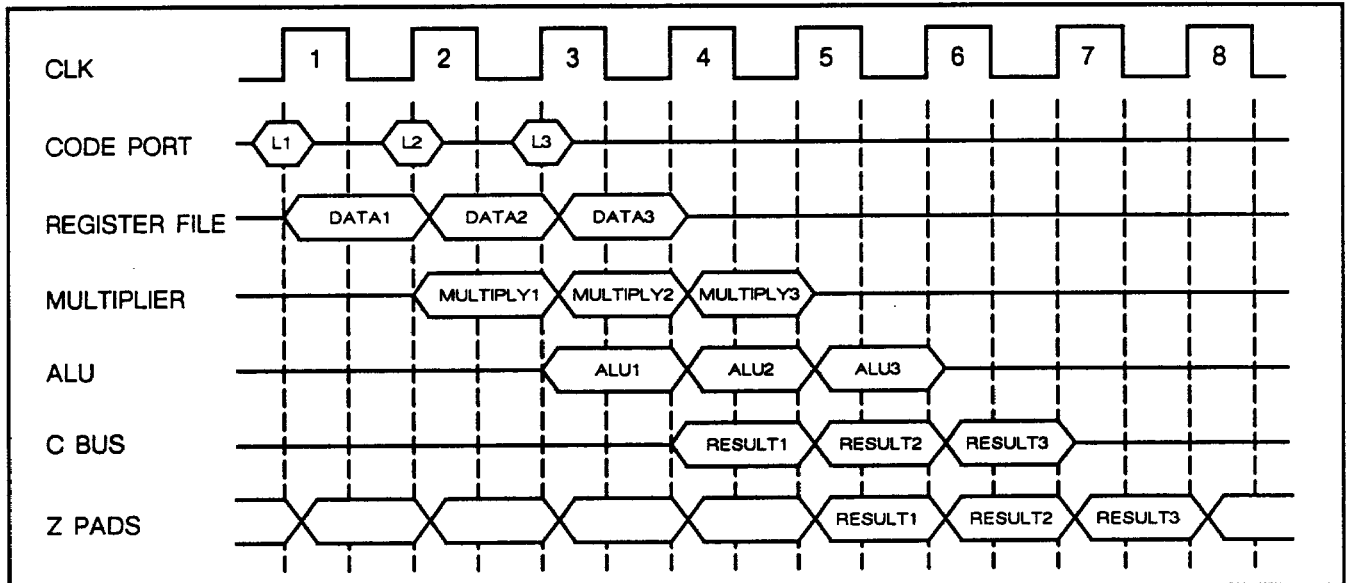 CLK 1 2 3 4 5 6 7 8
CODE PORT L1 L2 L3
REGISTER FILE DATA1 DATA2 DATA3
MULTIPLIER MULTIPLY1 MULTIPLY2 MULTIPLY3
ALU ALU1 ALU2 ALU3
C BUS RESULT1 RESULT2 RESULT3
Z PADS RESULT1 RESULT2 RESULT3